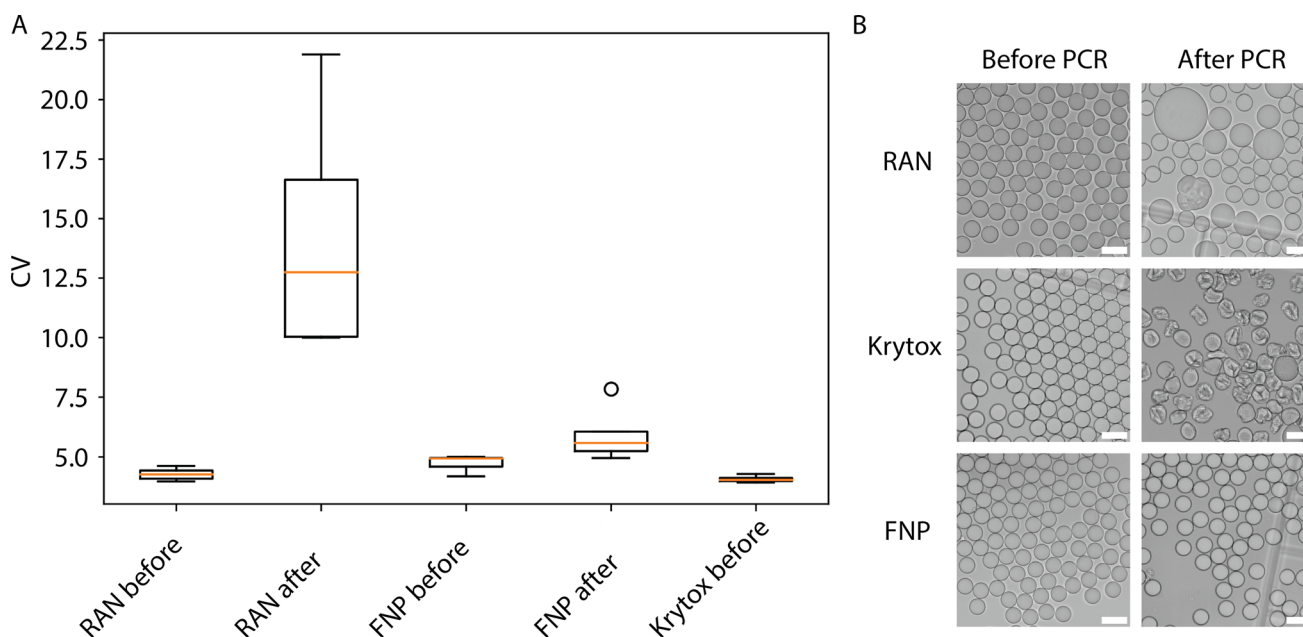 A
CV
22.5
20.0
17.5
15.0
12.5
10.0
7.5
5.0
RAN before
RAN after
FNP before
FNP after
Krytox before
B
Before PCR
After PCR
RAN
Krytox
FNP